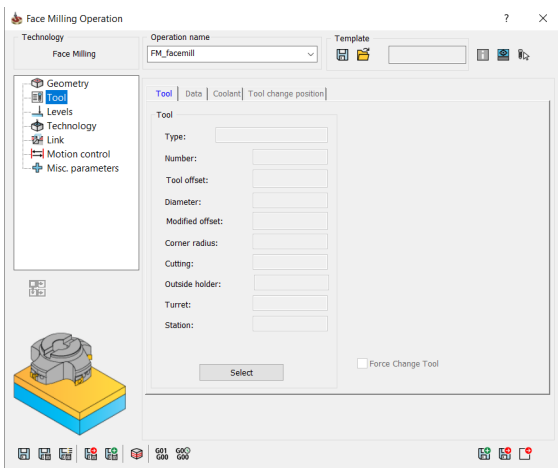 Face Milling Operation
? ×
Technology
Face Milling
Operation name
FM_facemill
Template
Geometry
Tool
Levels
Technology
Link
Motion control
Misc. parameters
Tool Data Coolant Tool change position
Tool
Type:
Number:
Tool offset:
Diameter:
Modified offset:
Corner radius:
Cutting:
Outside holder:
Turret:
Station:
Select
Force Change Tool
G01 G00
G00 G00